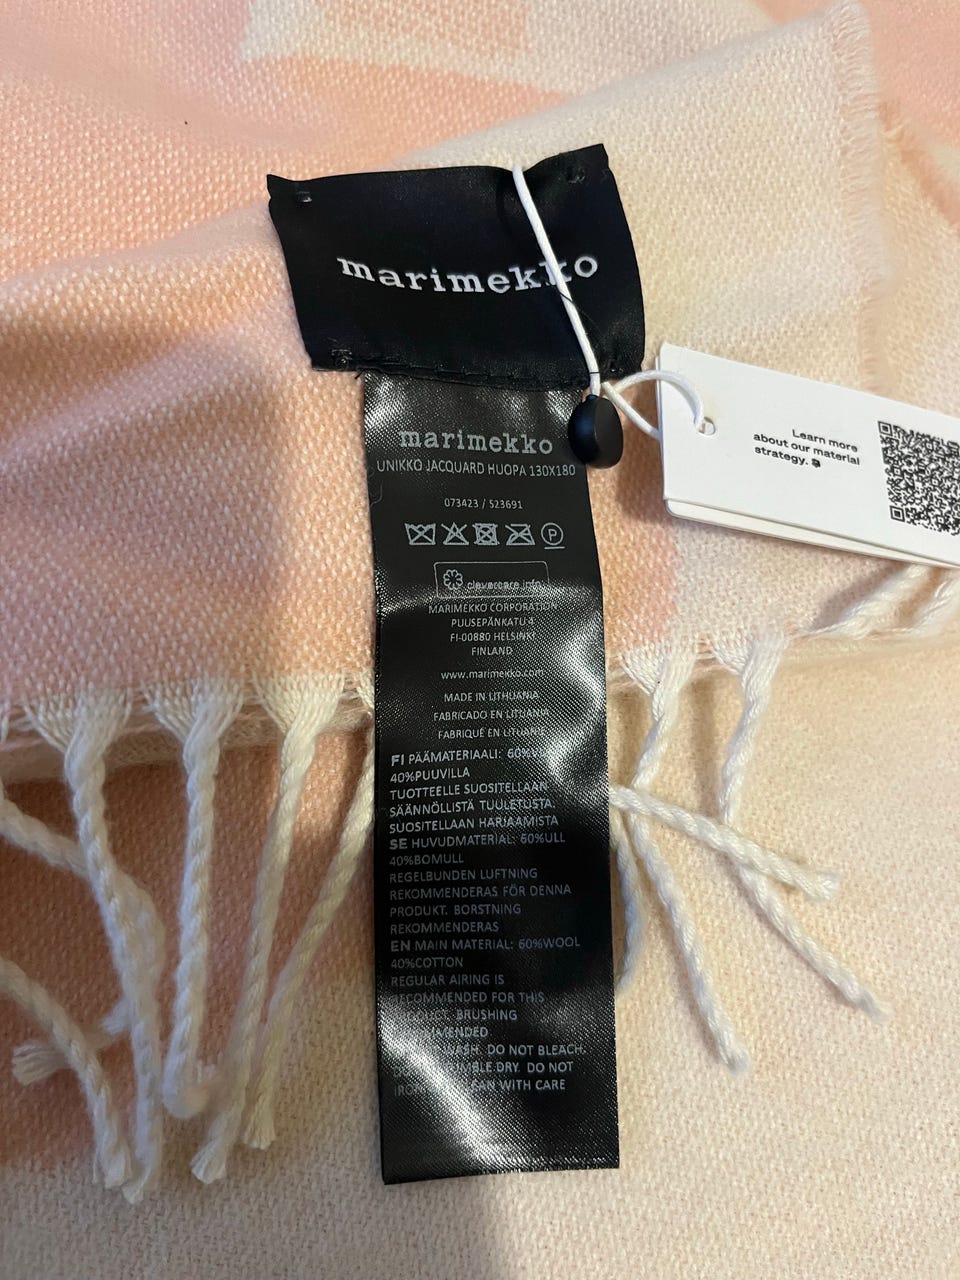 marimekko
marimekko
UNIKKO JACQUARD HUOPA 130X180
073423 / 523691
P
clevercare.info
MARIMEKKO CORPORATION
PUUSEPÄNKATU 4
FI-00880 HELSINKI
FINLAND
www.marimekko.com
MADE IN LITHUANIA
FABRICADO EN LITUANIA
FABRIQUÉ EN
FI PÄÄMATERIAALI:
40%PUUVILLA
TUOTTEELLE SUOSITELLAAN
SÄÄNNÖLLISTÄ TUULETUSTA.
SUOSITELLAAN HARJAAMISTA
SE HUVUDMATERIAL: 60%ULL
40%BOMULL
REGELBUNDEN LUFTNING
REKOMMENDERAS FÖR DENNA
PRODUKT. BORSTNING
REKOMMENDERAS
EN MAIN MATERIAL: 60%WOOL
40%COTTON
REGULAR AIRING IS
RECOMMENDED FOR THIS
BRUSHING
DO NOT BLEACH.
DRY. DO NOT
WITH CARE
Learn more
about our material
strategy.